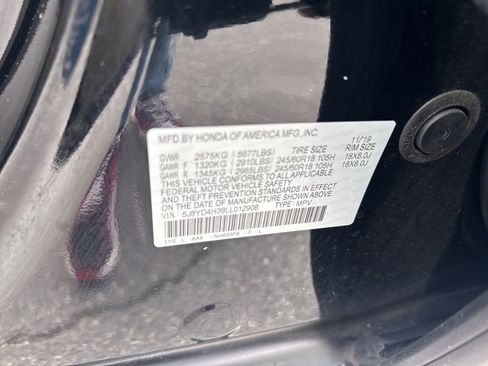 MFD.BY HONDA OF AMERICA MFG.,INC. 11/19
GVWR 2575KG (5677LBS) TIRE SIZE RIM SIZE
GAWR F 1320KG (2910LBS) 245/60R18 105H 18X8.0J
GAWR R 1345KG (2965LBS) 245/60R18 105H 18X8.0J
THIS VEHICLE CONFORMS TO ALL APPLICABLE
FEDERAL MOTOR VEHICLE SAFETY
AND THEFT PREVENTION STANDARDS IN EFFECT
ON THE DATE OF MANUFACTURE SHOWN ABOVE.
V.I.N.: 5J8YD4H39LL012908 TYPE: MPV